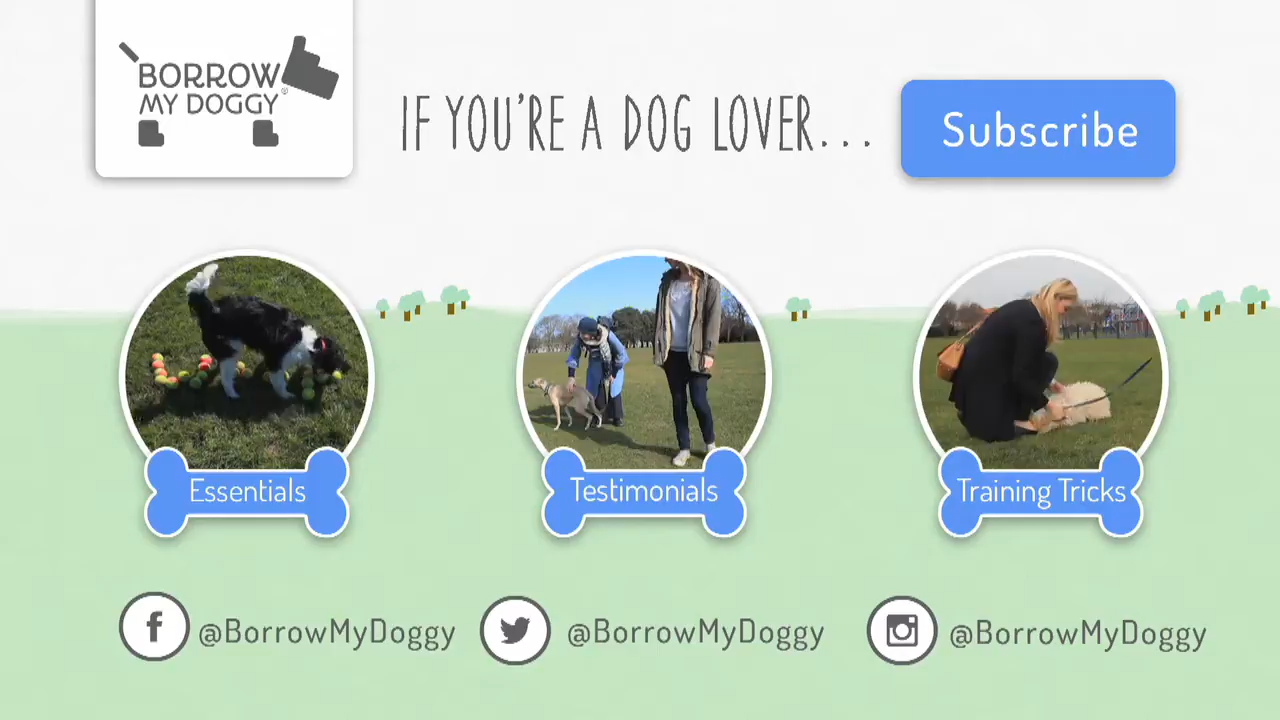 BORROW
MY DOGGY
IF YOU'RE A DOG LOVER...
Subscribe
Essentials
Testimonials
Training Tricks
@BorrowMyDoggy
@BorrowMyDoggy
@BorrowMyDoggy